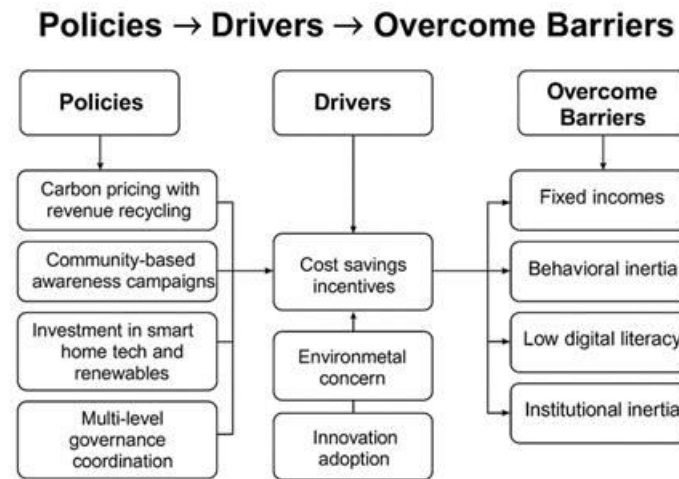 Policies → Drivers → Overcome Barriers
Policies
Drivers
Overcome
Barriers
Carbon pricing with
revenue recycling
Community-based
awareness campaigns
Investment in smart
home tech and
renewables
Multi-level
governance
coordination
Cost savings
incentives
Environmetal
concern
Innovation
adoption
Fixed incomes
Behavioral inertia
Low digital literacy
Institutional inertia